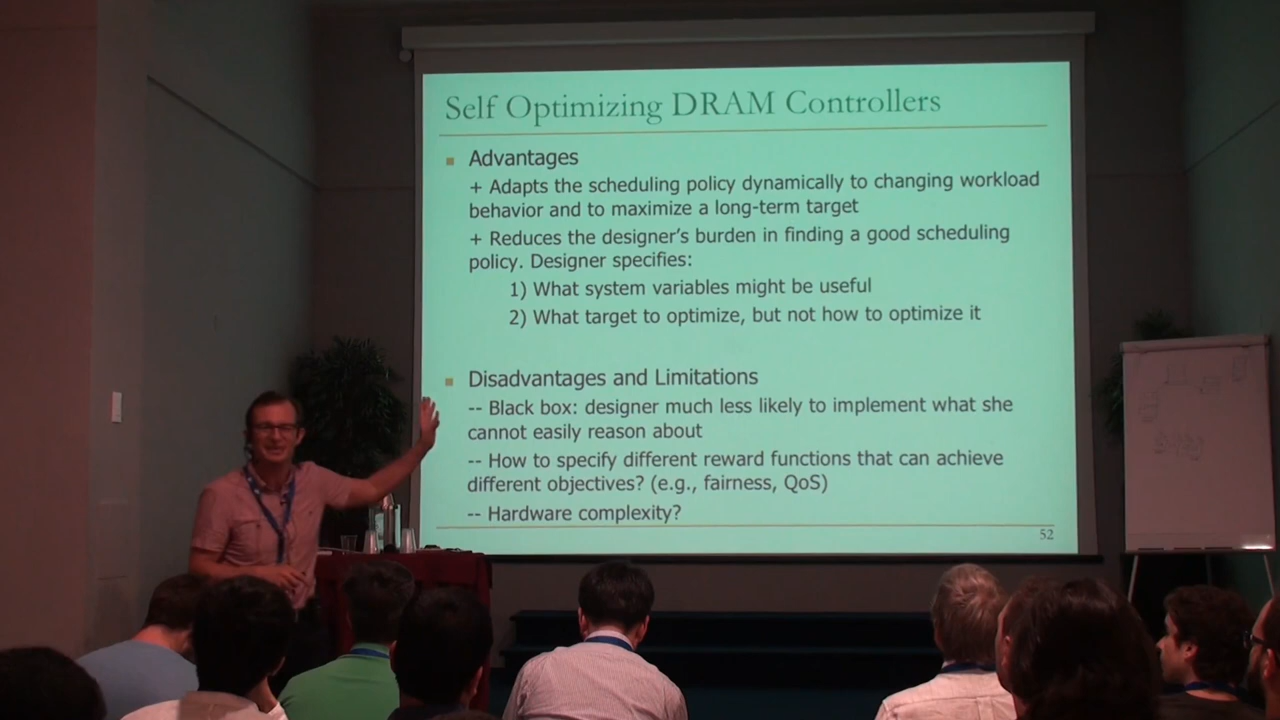 Self Optimizing DRAM Controllers
Advantages
+ Adapts the scheduling policy dynamically to changing workload
behavior and to maximize a long-term target
+ Reduces the designer's burden in finding a good scheduling
policy. Designer specifies:
1) What system variables might be useful
2) What target to optimize, but not how to optimize it
Disadvantages and Limitations
-- Black box: designer much less likely to implement what she
cannot easily reason about
-- How to specify different reward functions that can achieve
different objectives? (e.g., fairness, QoS)
-- Hardware complexity?
52